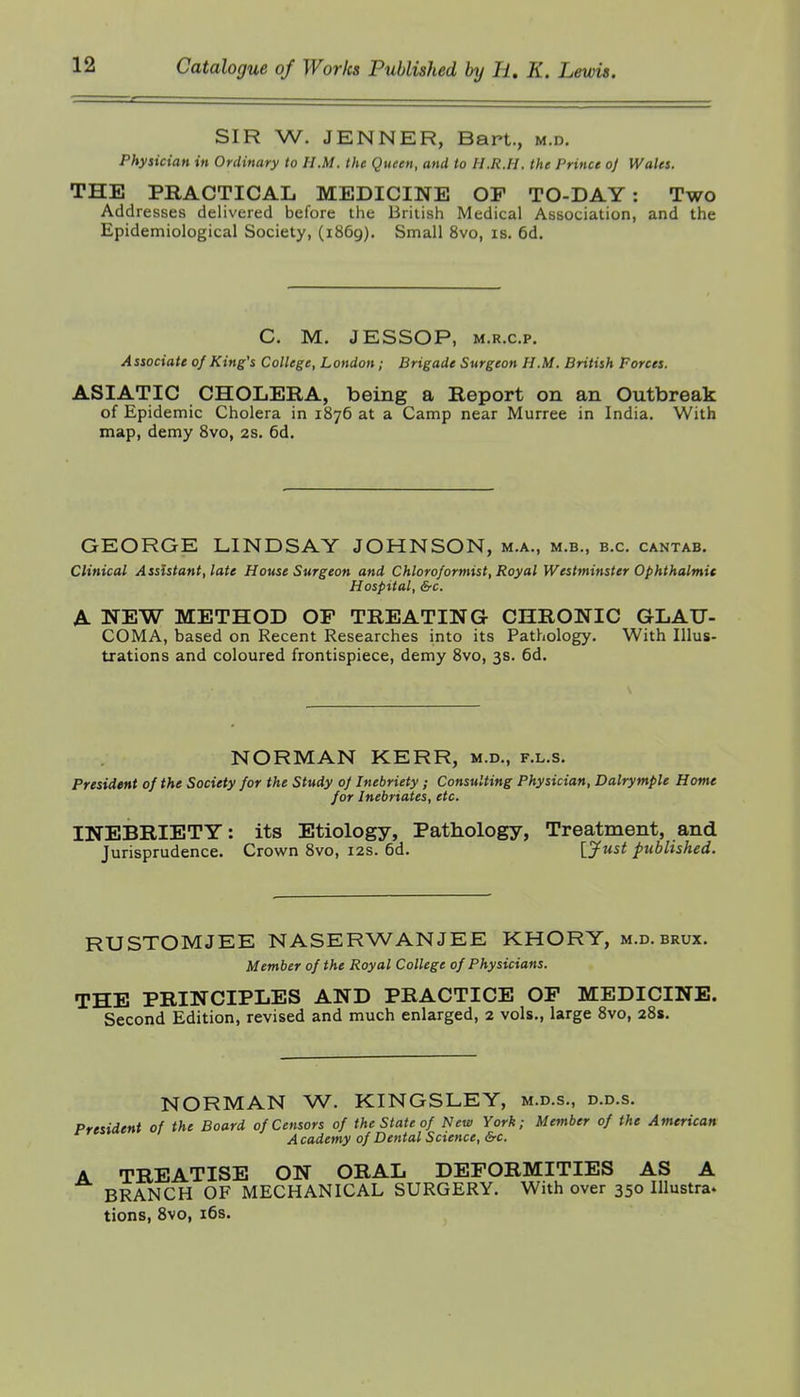 12 Catalogue of Works Published by H. K. Lewis.
SIR W. JENNER, Bart., M.D.
Physician in Ordinary to H.M. the Queen, and to H.R.H. the Prince of Wales.
THE PRACTICAL MEDICINE OF TO-DAY: Two
Addresses delivered before the British Medical Association, and the
Epidemiological Society, (1869). Small 8vo, 1s. 6d.
C. M. JESSOP, M.R.C.P.
Associate of King's College, London; Brigade Surgeon H.M. British Forces.
ASIATIC CHOLERA, being a Report on an Outbreak
of Epidemic Cholera in 1876 at a Camp near Murree in India. With
map, demy 8vo, 2s. 6d.
GEORGE LINDSAY JOHNSON, M.A., M.B., B.C. CANTAB.
Clinical Assistant, late House Surgeon and Chloroformist, Royal Westminster Ophthalmic
Hospital, &c.
A NEW METHOD OF TREATING CHRONIC GLAU-
COMA, based on Recent Researches into its Pathology. With Illus-
trations and coloured frontispiece, demy 8vo, 3s. 6d.
NORMAN KERR, M.D., F.L.S.
President of the Society for the Study of Inebriety; Consulting Physician, Dalrymple Home
for Inebriates, etc.
INEBRIETY: its Etiology, Pathology, Treatment, and
Jurisprudence. Crown 8vo, 12s. 6d. [Just published.
RUSTOMJEE NASERWANJEE KHORY, M.D. BRUX.
Member of the Royal College of Physicians.
THE PRINCIPLES AND PRACTICE OF MEDICINE.
Second Edition, revised and much enlarged, 2 vols., large 8vo, 28s.
NORMAN W. KINGSLEY, M.D.S., D.D.S.
President of the Board of Censors of the State of New York; Member of the American
Academy of Dental Science, &c.
A TREATISE ON ORAL DEFORMITIES AS A
BRANCH OF MECHANICAL SURGERY. With over 350 Illustra-
tions, 8vo, 16s.